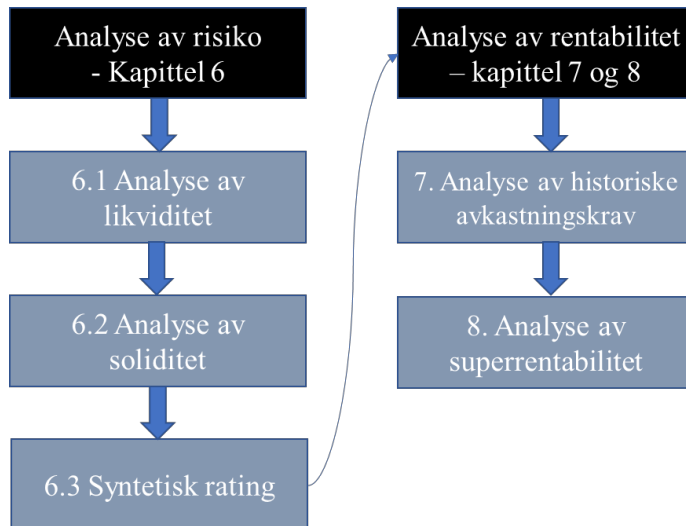 Analyse av risiko
- Kapittel 6
6.1 Analyse av
likviditet
6.2 Analyse av
soliditet
6.3 Syntetisk rating
Analyse av rentabilitet
– kapittel 7 og 8
7. Analyse av historiske
avkastningskrav
8. Analyse av
superrentabilitet